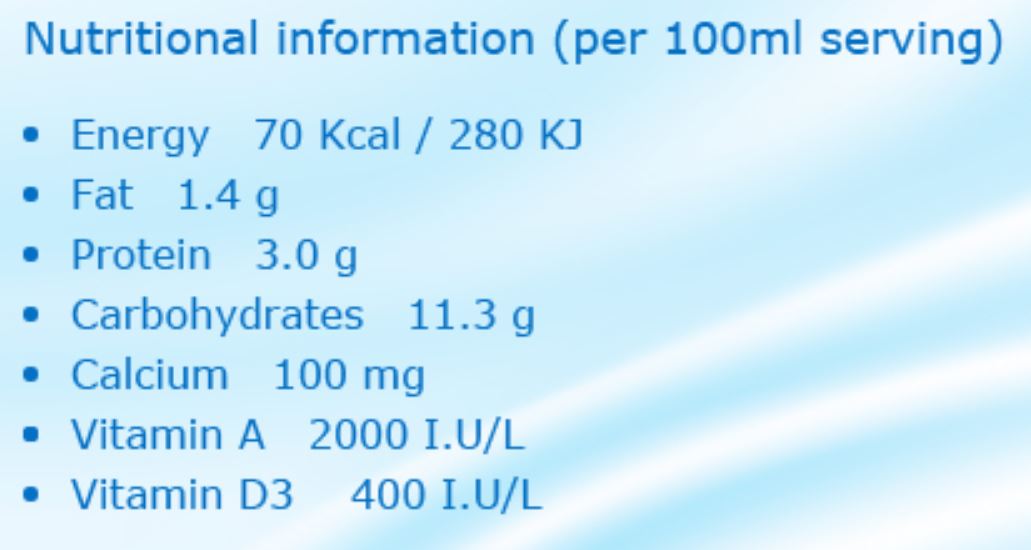 Nutritional information (per 100ml serving)
• Energy 70 Kcal / 280 KJ
• Fat 1.4 g
• Protein 3.0 g
• Carbohydrates 11.3 g
• Calcium 100 mg
• Vitamin A 2000 I.U/L
• Vitamin D3 400 I.U/L